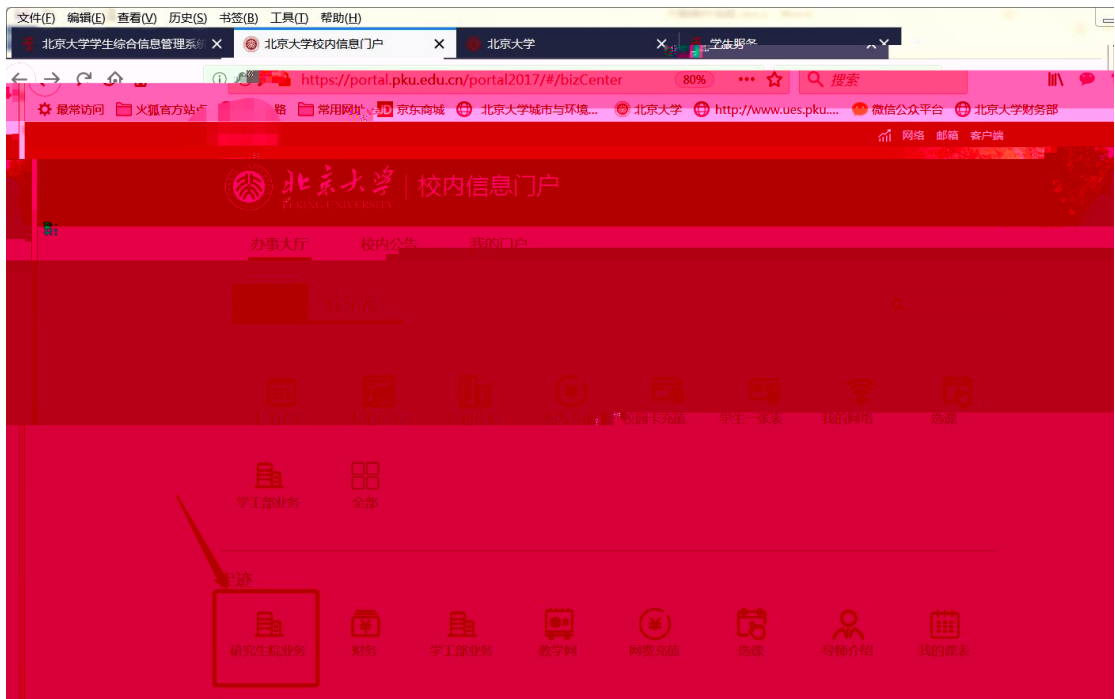 文件(F) 编辑(E) 查看(V) 历史(S) 书签(B) 工具(T) 帮助(H)
北京大学学生综合信息管理系统 北京大学校内信息门户 北京大学 学生服务
https://portal.pku.edu.cn/portal2017/#/bizCenter 80% 搜索
最常访问 火狐官方站点 路 常用网址 JD 京东商城 北京大学城市与环境... 北京大学 http://www.ues.pku.... 微信公众平台 北京大学财务部
网络 邮箱 客户端
北京大学 校内信息门户
PEKING UNIVERSITY
办事大厅 校内公告 我的门户
校园卡充值 学生一张表 我的网络 选课
学工部业务 全部
研究生院业务 财务 学工部业务 教学网 网费充值 选课 导师介绍 我的课表